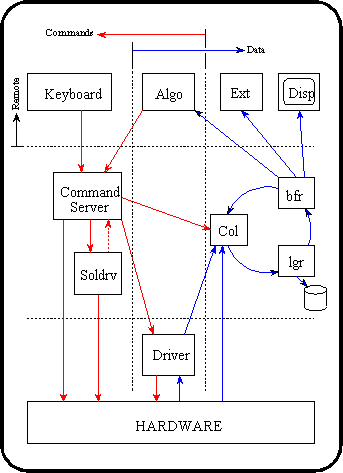 Commands
Data
Remote
Keyboard
Algo
Ext
Disp
Command
Server
bfr
Col
Soldrv
lgr
Driver
HARDWARE